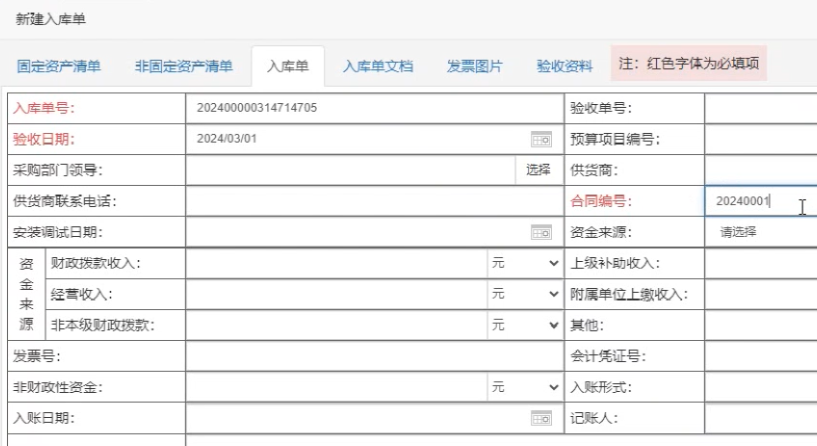 新建入库单
固定资产清单 非固定资产清单 入库单 入库单文档 发票图片 验收资料 注：红色字体为必填项
入库单号： 202400000314714705 验收单号：
验收日期： 2024/03/01 预算项目编号：
采购部门领导： 选择 供货商：
供货商联系电话： 合同编号： 20240001
安装调试日期： 资金来源： 请选择
资金来源 财政拨款收入： 元 上级补助收入：
经营收入： 元 附属单位上缴收入：
非本级财政拨款： 元 其他：
发票号： 会计凭证号：
非财政性资金： 元 入账形式：
入账日期： 记账人：